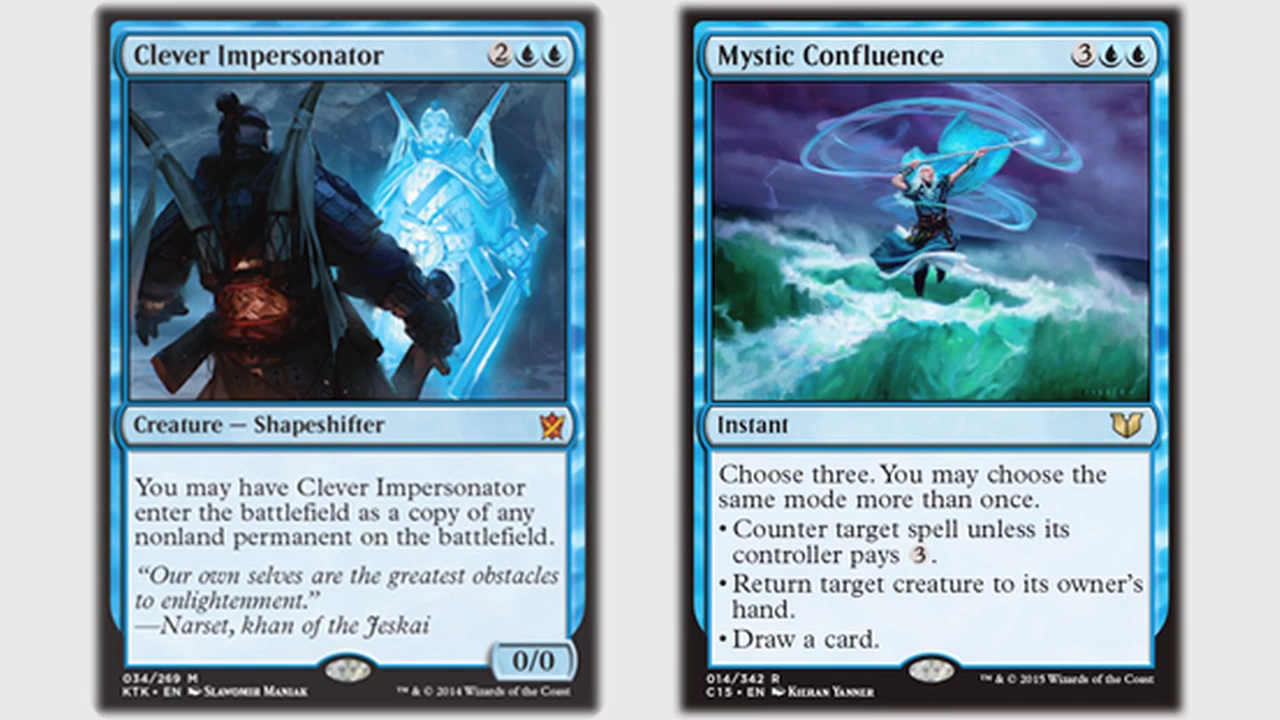 Clever Impersonator 2
Creature — Shapeshifter
You may have Clever Impersonator
enter the battlefield as a copy of any
nonland permanent on the battlefield.
“Our own selves are the greatest obstacles
to enlightenment.”
—Narset, khan of the Jeskai
0/0
034/269 M
KTK • EN Slawomir Maniak
™ & © 2014 Wizards of the Coast
Mystic Confluence 3
Instant
Choose three. You may choose the
same mode more than once.
• Counter target spell unless its
controller pays 3.
• Return target creature to its owner’s
hand.
• Draw a card.
014/342 R
C15 • EN Kieran Yanner
™ & © 2015 Wizards of the Coast